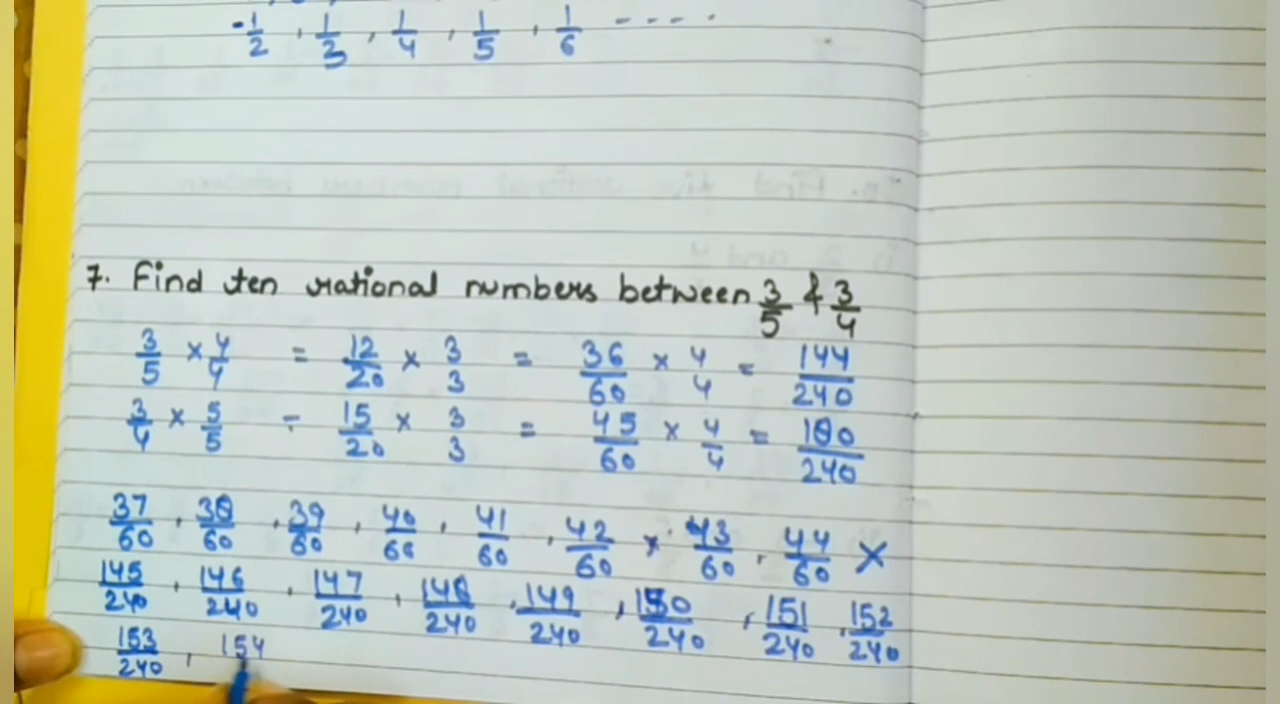 -1/2, 1/3, 1/4, 1/5, 1/6 ----
7. Find ten rational numbers between 3/5 & 3/4
3/5 × 4/4 = 12/20 × 3/3 = 36/60 × 4/4 = 144/240
3/4 × 5/5 = 15/20 × 3/3 = 45/60 × 4/4 = 180/240
37/60, 38/60, 39/60, 40/60, 41/60, 42/60, 43/60, 44/60 ×
145/240, 146/240, 147/240, 148/240, 149/240, 150/240, 151/240, 152/240
153/240, 154